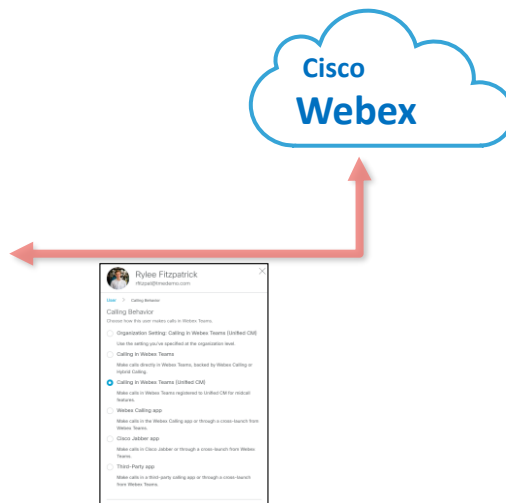 Cisco
Webex
Rylee Fitzpatrick
User > Calling Behavior
Calling Behavior
Choose how this user makes calls in Webex Teams.
Organization Setting: Calling in Webex Teams (Unified CM)
Use the setting you've specified at the organization level.
Calling in Webex Teams
Make calls directly in Webex Teams, backed by Webex Calling or
Hybrid Calling.
Calling in Webex Teams (Unified CM)
Make calls in Webex Teams registered to Unified CM for midcall
features.
Webex Calling app
Make calls in the Webex Calling app or through a cross-launch from
Webex Teams.
Cisco Jabber app
Make calls in Cisco Jabber or through a cross-launch from Webex
Teams.
Third-Party app
Make calls in a third party calling app or through a cross-launch
from Webex Teams.